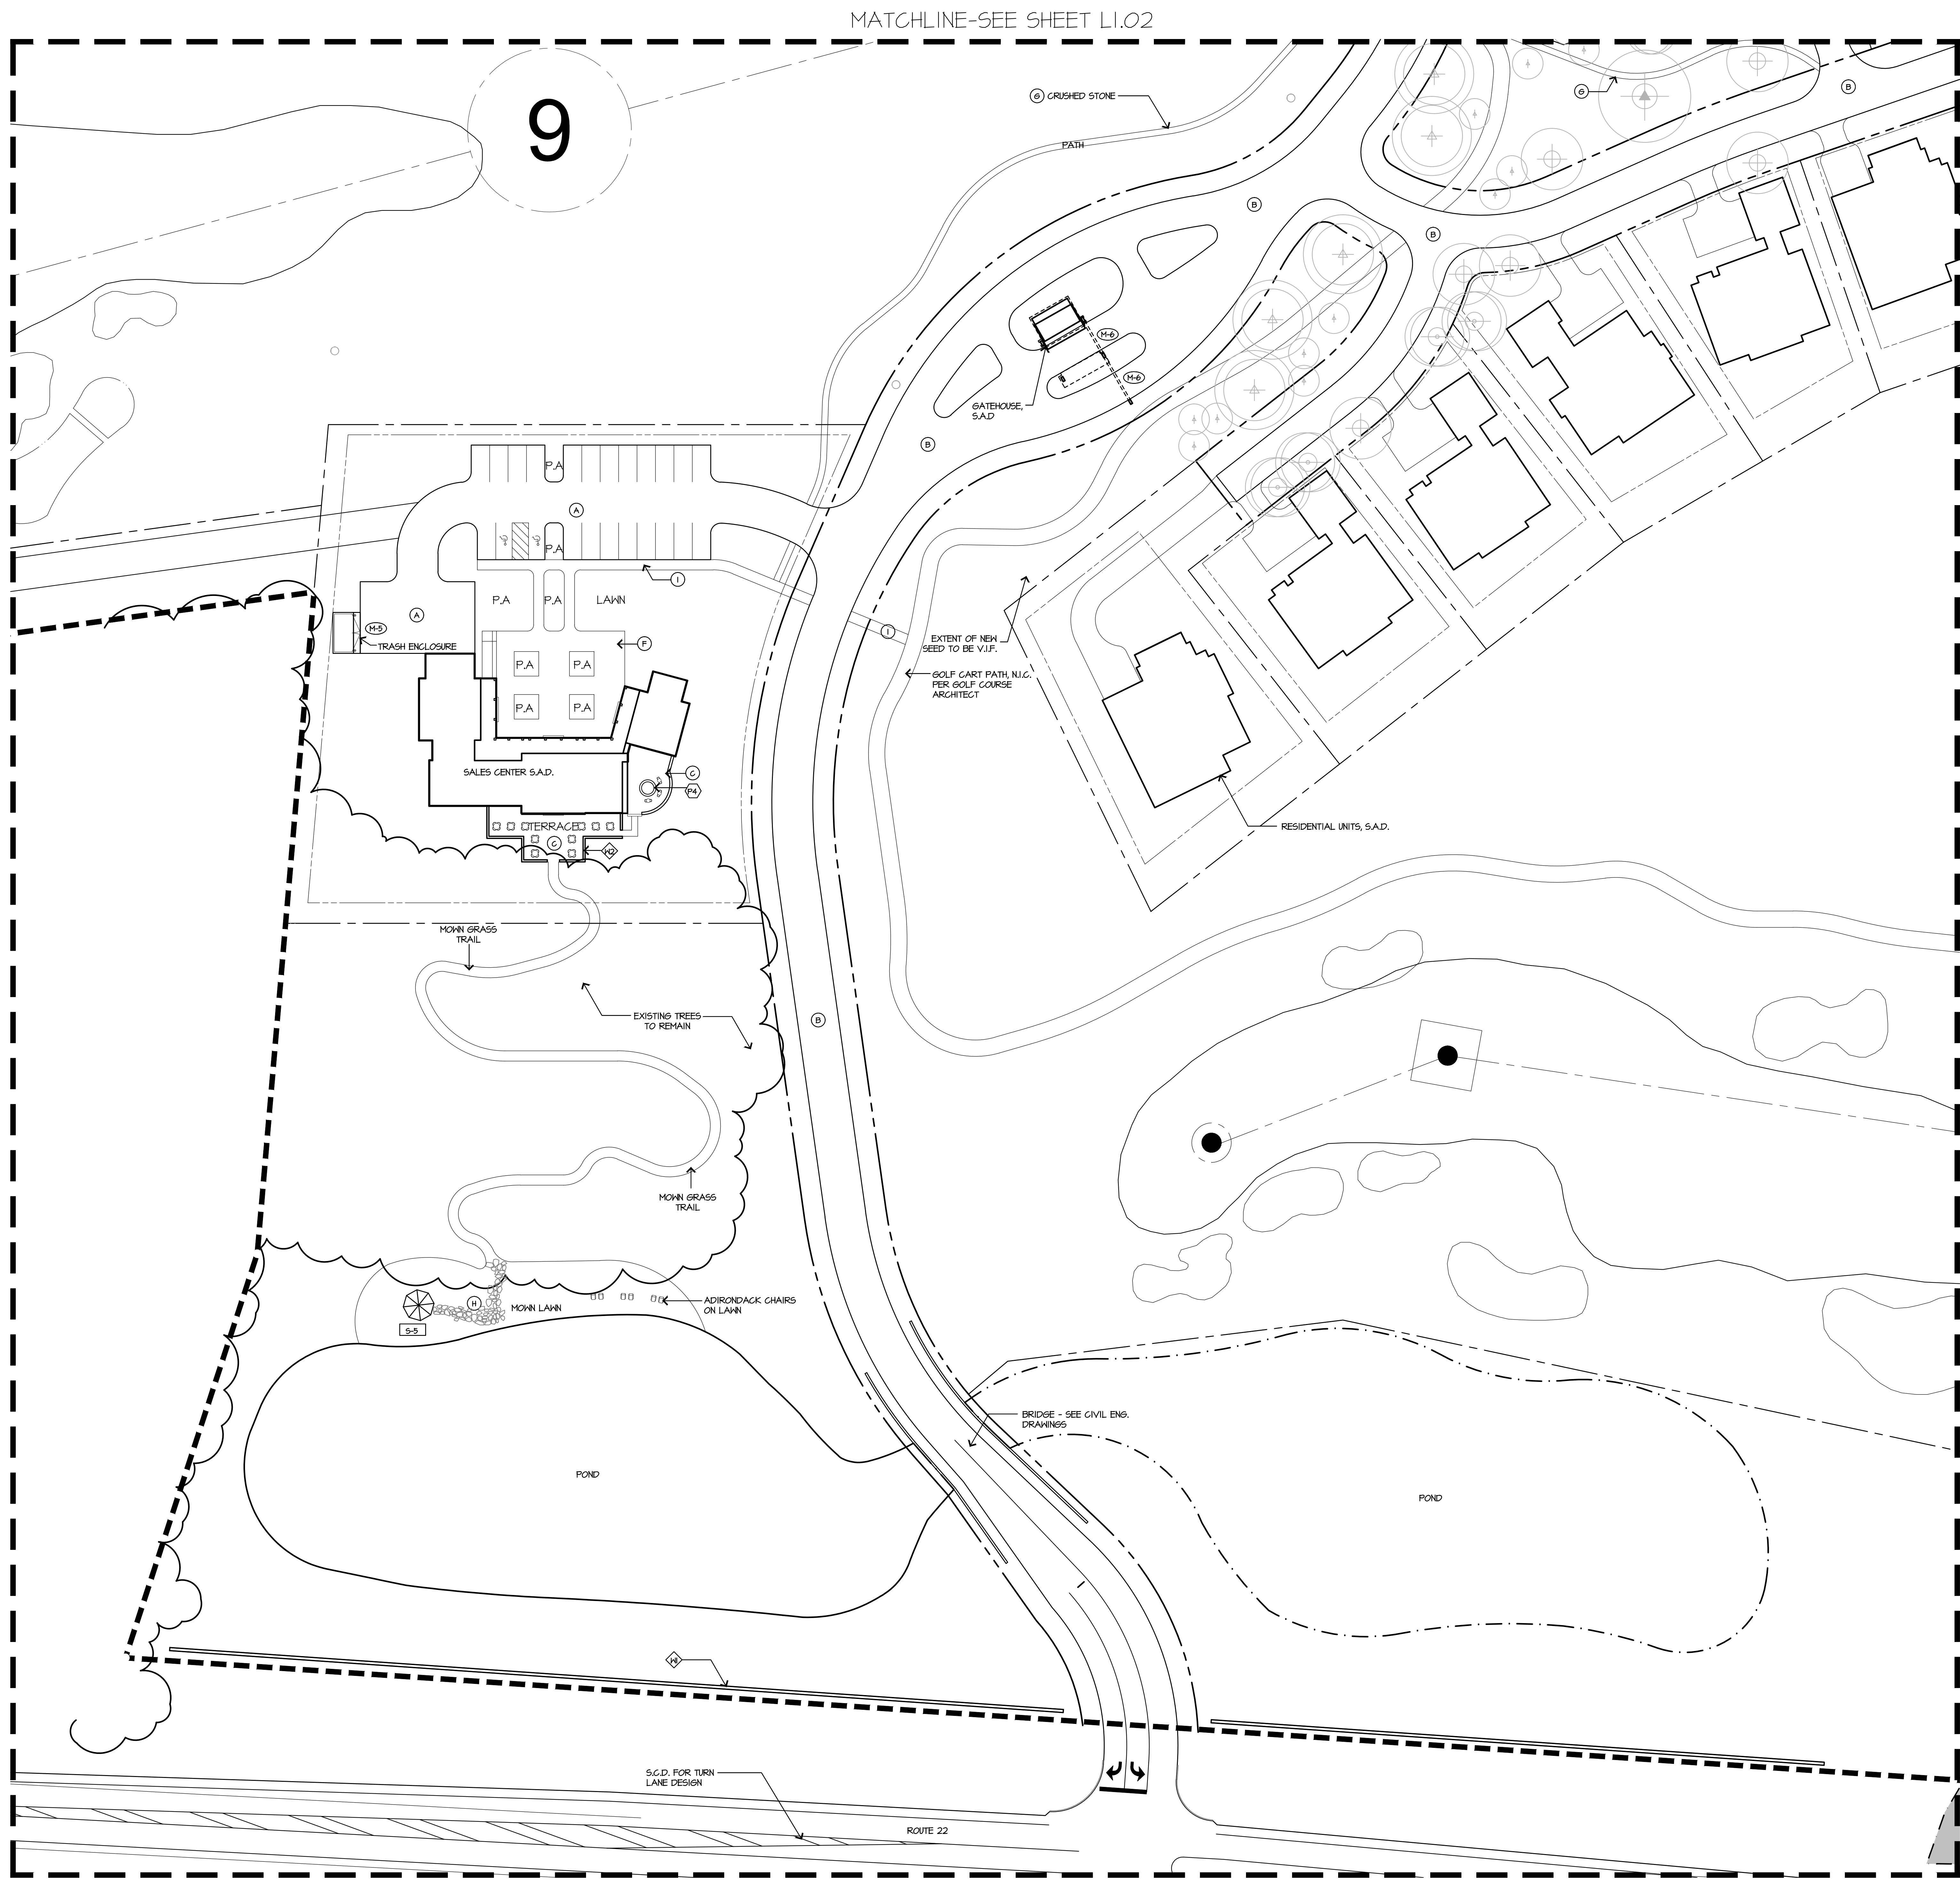 MATCHLINE-SEE SHEET L1.02
9
G CRUSHED STONE
G
B
PATH
B
B
M-6
M-6
GATEHOUSE,
S.A.D
B
P.A
A
P.A
I
P.A
P.A
LAWN
A
M-5
TRASH ENCLOSURE
F
I
EXTENT OF NEW
SEED TO BE V.I.F.
GOLF CART PATH, N.I.C.
PER GOLF COURSE
ARCHITECT
P.A
P.A
P.A
P.A
SALES CENTER S.A.D.
C
P4
TERRACE
C
W2
RESIDENTIAL UNITS, S.A.D.
MOWN GRASS
TRAIL
EXISTING TREES
TO REMAIN
B
MOWN GRASS
TRAIL
H
MOWN LAWN
ADIRONDACK CHAIRS
ON LAWN
S-5
BRIDGE - SEE CIVIL ENG.
DRAWINGS
POND
POND
W1
S.C.D. FOR TURN
LANE DESIGN
ROUTE 22